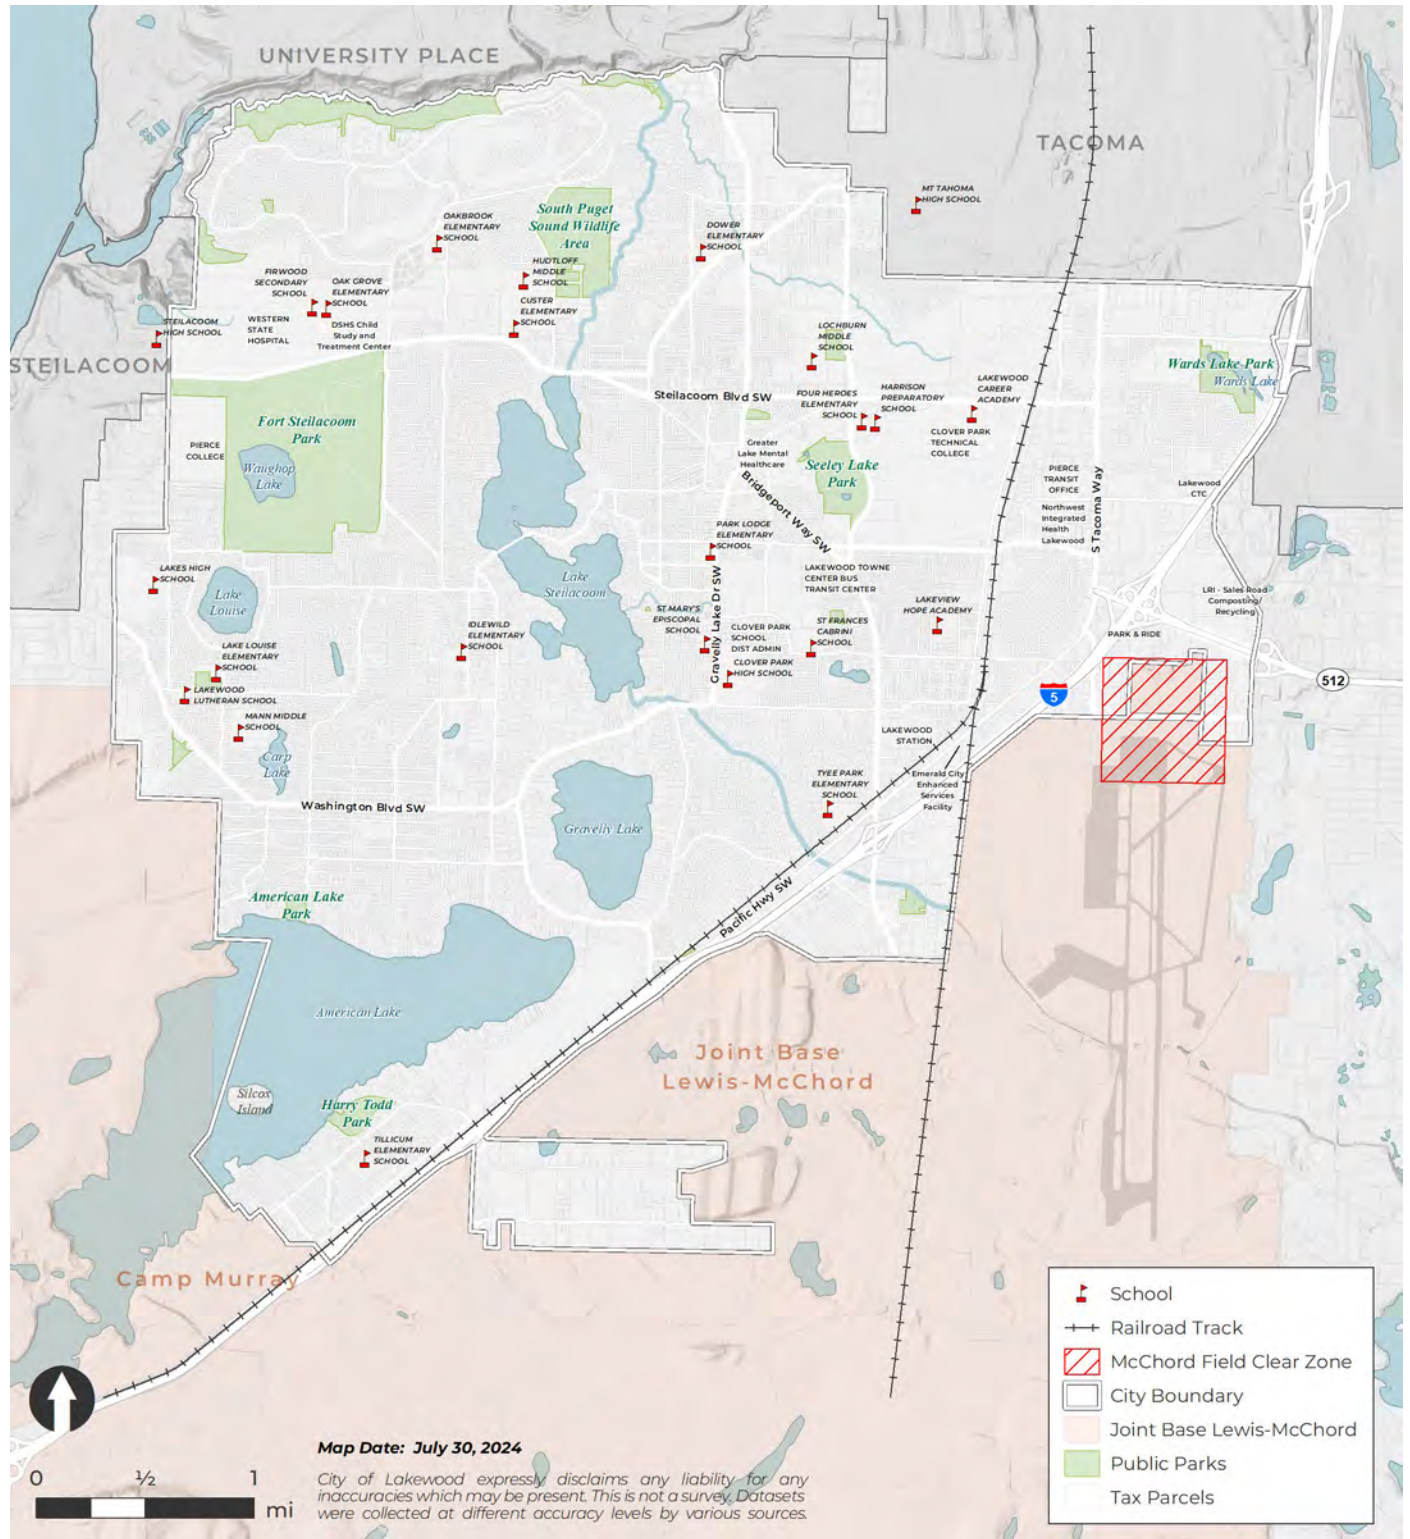 UNIVERSITY PLACE
TACOMA
MT TAHOMA
HIGH SCHOOL
OAKBROOK
ELEMENTARY
SCHOOL
South Puget
Sound Wildlife
Area
DOWER
ELEMENTARY
SCHOOL
HUDTLOFF
MIDDLE
SCHOOL
FIRWOOD
SECONDARY
SCHOOL
OAK GROVE
ELEMENTARY
SCHOOL
CUSTER
ELEMENTARY
SCHOOL
STEILACOOM
HIGH SCHOOL
WESTERN
STATE
HOSPITAL
DSHS Child
Study and
Treatment Center
LOCHBURN
MIDDLE
SCHOOL
STEILACOOM
Wards Lake Park
Wards Lake
Steilacoom Blvd SW
FOUR HEROES
ELEMENTARY
SCHOOL
HARRISON
PREPARATORY
SCHOOL
LAKEWOOD
CAREER
ACADEMY
CLOVER PARK
TECHNICAL
COLLEGE
Fort Steilacoom
Park
PIERCE
COLLEGE
Waughop
Lake
Greater
Lake Mental
Healthcare
Seeley Lake
Park
Bridgeport Way SW
PIERCE
TRANSIT
OFFICE
S Tacoma Way
Lakewood
CTC
Northwest
Integrated
Health
Lakewood
PARK LODGE
ELEMENTARY
SCHOOL
LAKES HIGH
SCHOOL
Lake
Louise
Lake
Steilacoom
Gravelly Lake Dr SW
LAKEWOOD TOWNE
CENTER BUS
TRANSIT CENTER
LAKEVIEW
HOPE ACADEMY
LRI - Sales Road
Composting/
Recycling
ST MARY'S
EPISCOPAL
SCHOOL
CLOVER PARK
SCHOOL
DIST ADMIN
ST FRANCES
CABRINI
SCHOOL
IDLEWILD
ELEMENTARY
SCHOOL
PARK & RIDE
LAKE LOUISE
ELEMENTARY
SCHOOL
CLOVER PARK
HIGH SCHOOL
512
5
LAKEWOOD
LUTHERAN SCHOOL
MANN MIDDLE
SCHOOL
Carp
Lake
LAKEWOOD
STATION
Emerald City
Enhanced
Services
Facility
TYEE PARK
ELEMENTARY
SCHOOL
Washington Blvd SW
Gravelly Lake
American Lake
Park
Pacific Hwy SW
American Lake
Joint Base
Lewis-McChord
Silcox
Island
Harry Todd
Park
TILLICUM
ELEMENTARY
SCHOOL
Camp Murray
School
Railroad Track
McChord Field Clear Zone
City Boundary
Joint Base Lewis-McChord
Public Parks
Tax Parcels
Map Date: July 30, 2024
City of Lakewood expressly disclaims any liability for any
inaccuracies which may be present. This is not a survey. Datasets
were collected at different accuracy levels by various sources.
0 ½ 1
mi